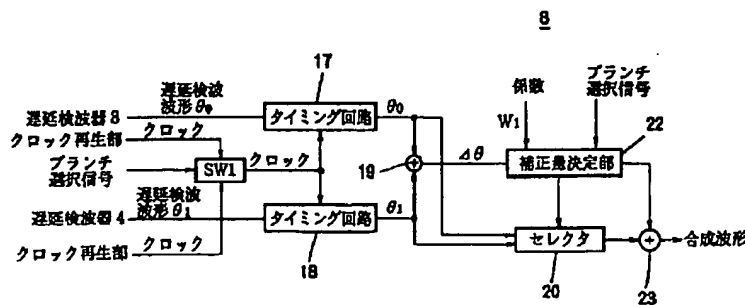 8
17
遅延検波
波形θ0
遅延検波器3
タイミング回路
θ0
クロック再生部
クロック
ブランチ
選択信号
SW1
クロック
19
Δθ
係数
W1
ブランチ
選択信号
22
補正量決定部
遅延検波
波形θ1
遅延検波器4
タイミング回路
θ1
18
クロック再生部
クロック
セレクタ
20
合成波形
23